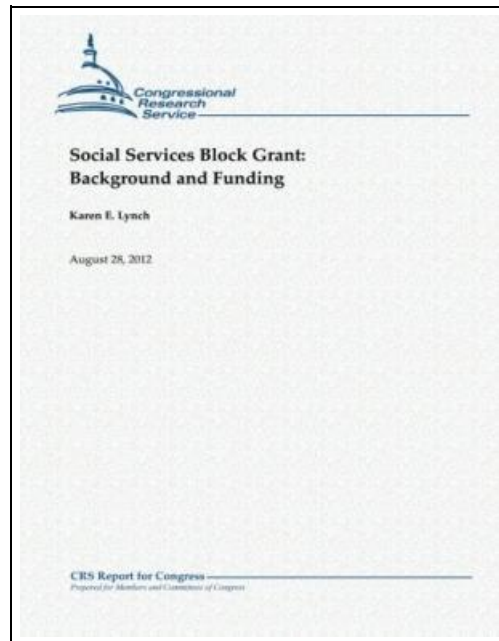 Congressional
Research
Service
Social Services Block Grant:
Background and Funding
Karen E. Lynch
August 28, 2012
CRS Report for Congress
Prepared for Members and Committees of Congress